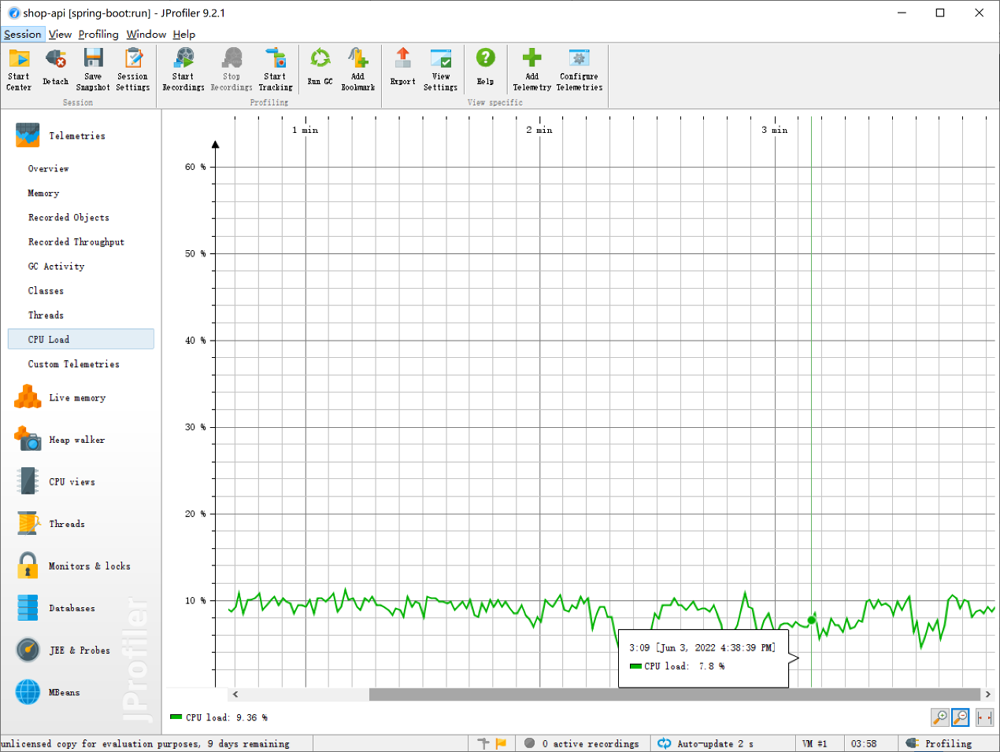 shop-api [spring-boot:run] - JProfiler 9.2.1
Session View Profiling Window Help
Start Center
Detach
Save Snapshot
Session Settings
Start Recordings
Stop Recordings
Start Tracking
Run GC
Add Bookmark
Export
View Settings
Help
Add Telemetry
Configure Telemetries
Session
Profiling
View specific
Telemetries
Overview
Memory
Recorded Objects
Recorded Throughput
GC Activity
Classes
Threads
CPU Load
Custom Telemetries
Live memory
Heap walker
CPU views
Threads
Monitors & locks
Databases
JEE & Probes
MBeans
JProfiler
1 min
2 min
3 min
60 %
50 %
40 %
30 %
20 %
10 %
3:09 [Jun 3, 2022 4:38:39 PM]
CPU load: 7.8 %
CPU load: 9.36 %
unlicensed copy for evaluation purposes, 9 days remaining
0 active recordings
Auto-update 2 s
VM #1
03:58
Profiling